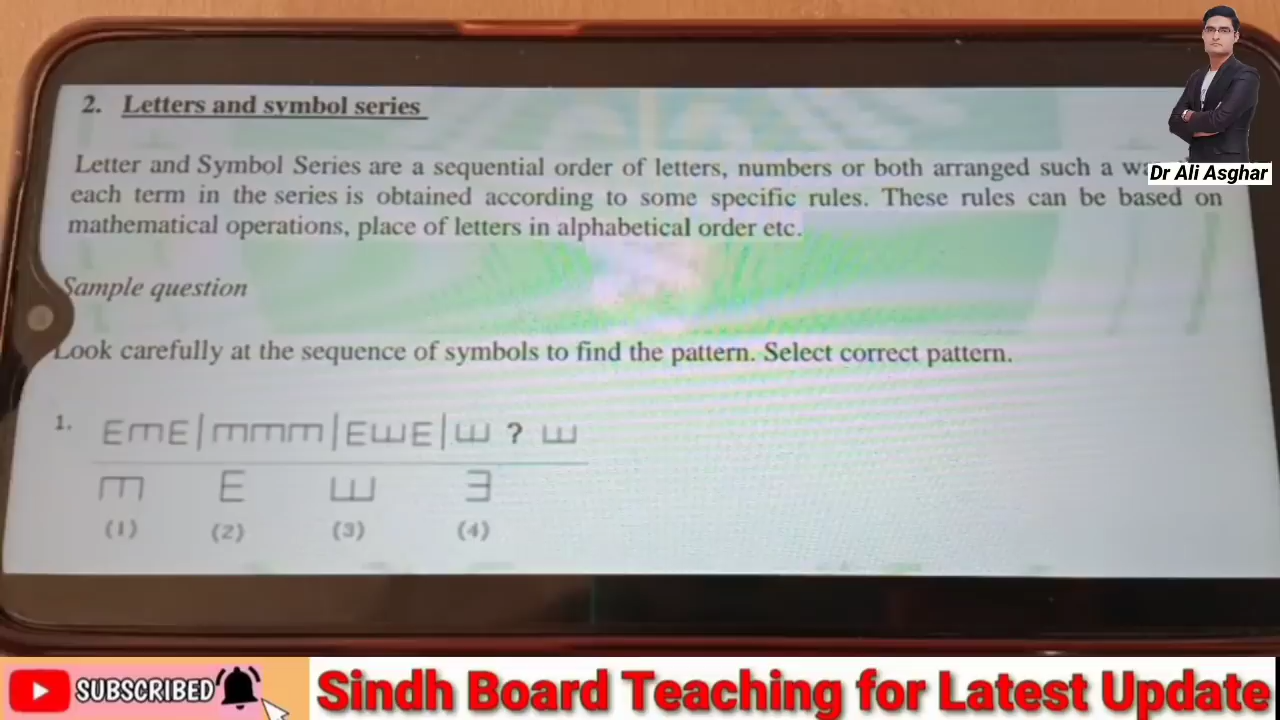 2. Letters and symbol series
Letter and Symbol Series are a sequential order of letters, numbers or both arranged such a
Dr Ali Asghar
each term in the series is obtained according to some specific rules. These rules can be based on
mathematical operations, place of letters in alphabetical order etc.
Sample question
Look carefully at the sequence of symbols to find the pattern. Select correct pattern.
1. EmE|mmm|EШE|Ш ? Ш
m E Ш Ǝ
(1) (2) (3) (4)
SUBSCRIBED
Sindh Board Teaching for Latest Update